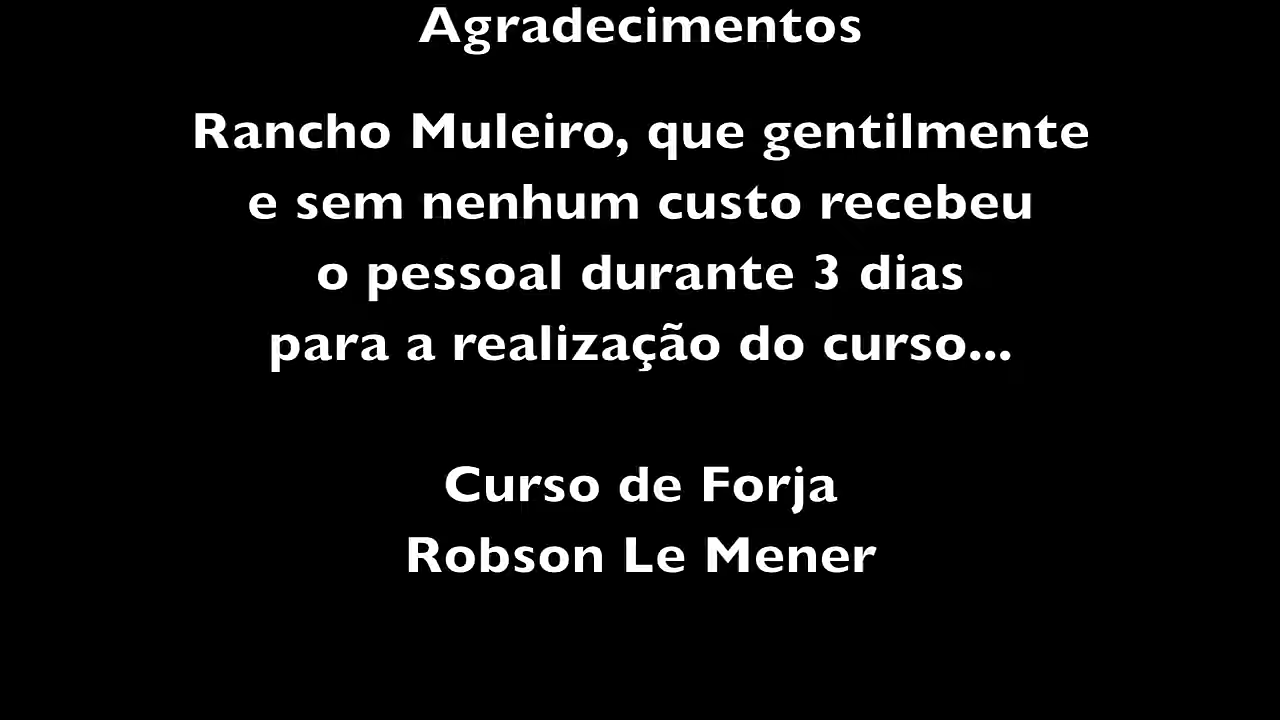 Agradecimentos
Rancho Muleiro, que gentilmente
e sem nenhum custo recebeu
o pessoal durante 3 dias
para a realização do curso...
Curso de Forja
Robson Le Mener